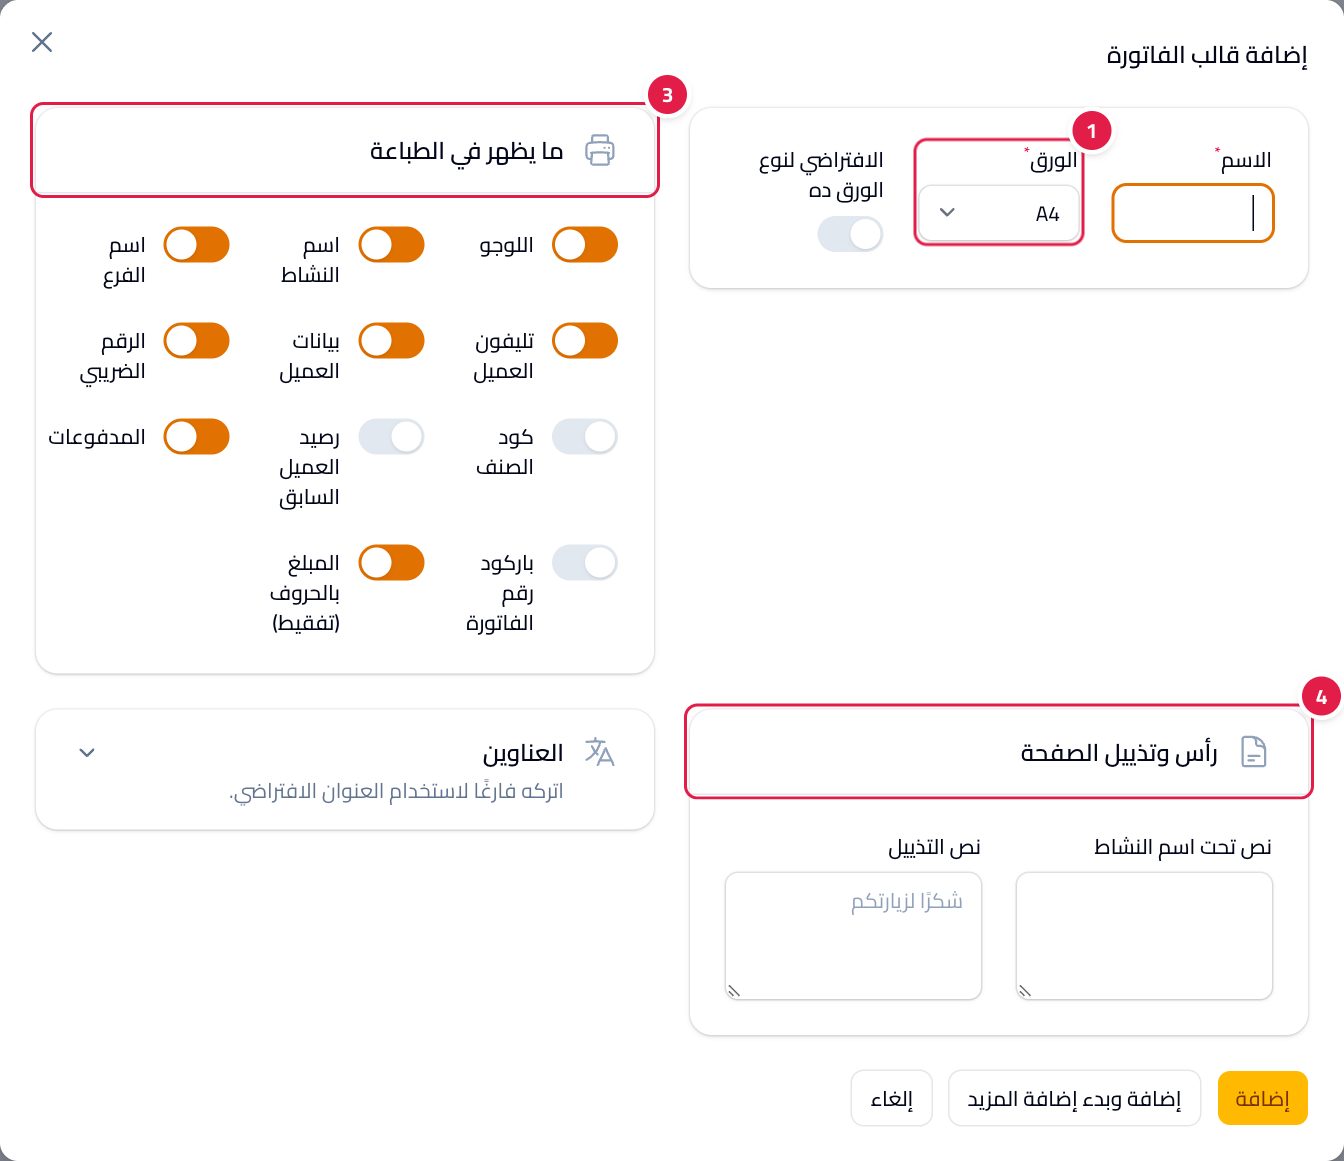 إضافة قالب الفاتورة
1
الاسم*
الورق*
A4
الافتراضي لنوع
الورق ده
3
ما يظهر في الطباعة
اللوجو
اسم
النشاط
اسم
الفرع
تليفون
العميل
بيانات
العميل
الرقم
الضريبي
كود
الصنف
رصيد
العميل
السابق
المدفوعات
باركود
رقم
الفاتورة
المبلغ
بالحروف
(تفقيط)
4
رأس وتذييل الصفحة
نص تحت اسم النشاط
نص التذييل
شكرًا لزيارتكم
العناوين
اتركه فارغًا لاستخدام العنوان الافتراضي.
إضافة
إضافة وبدء إضافة المزيد
إلغاء